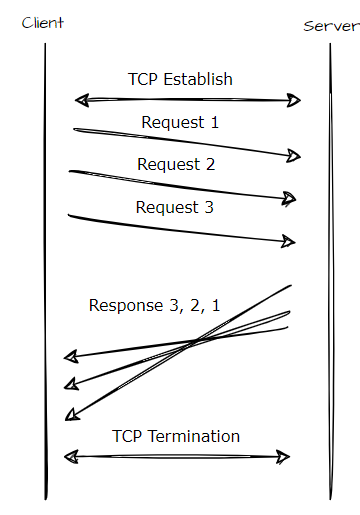 Client
Server
TCP Establish
Request 1
Request 2
Request 3
Response 3, 2, 1
TCP Termination